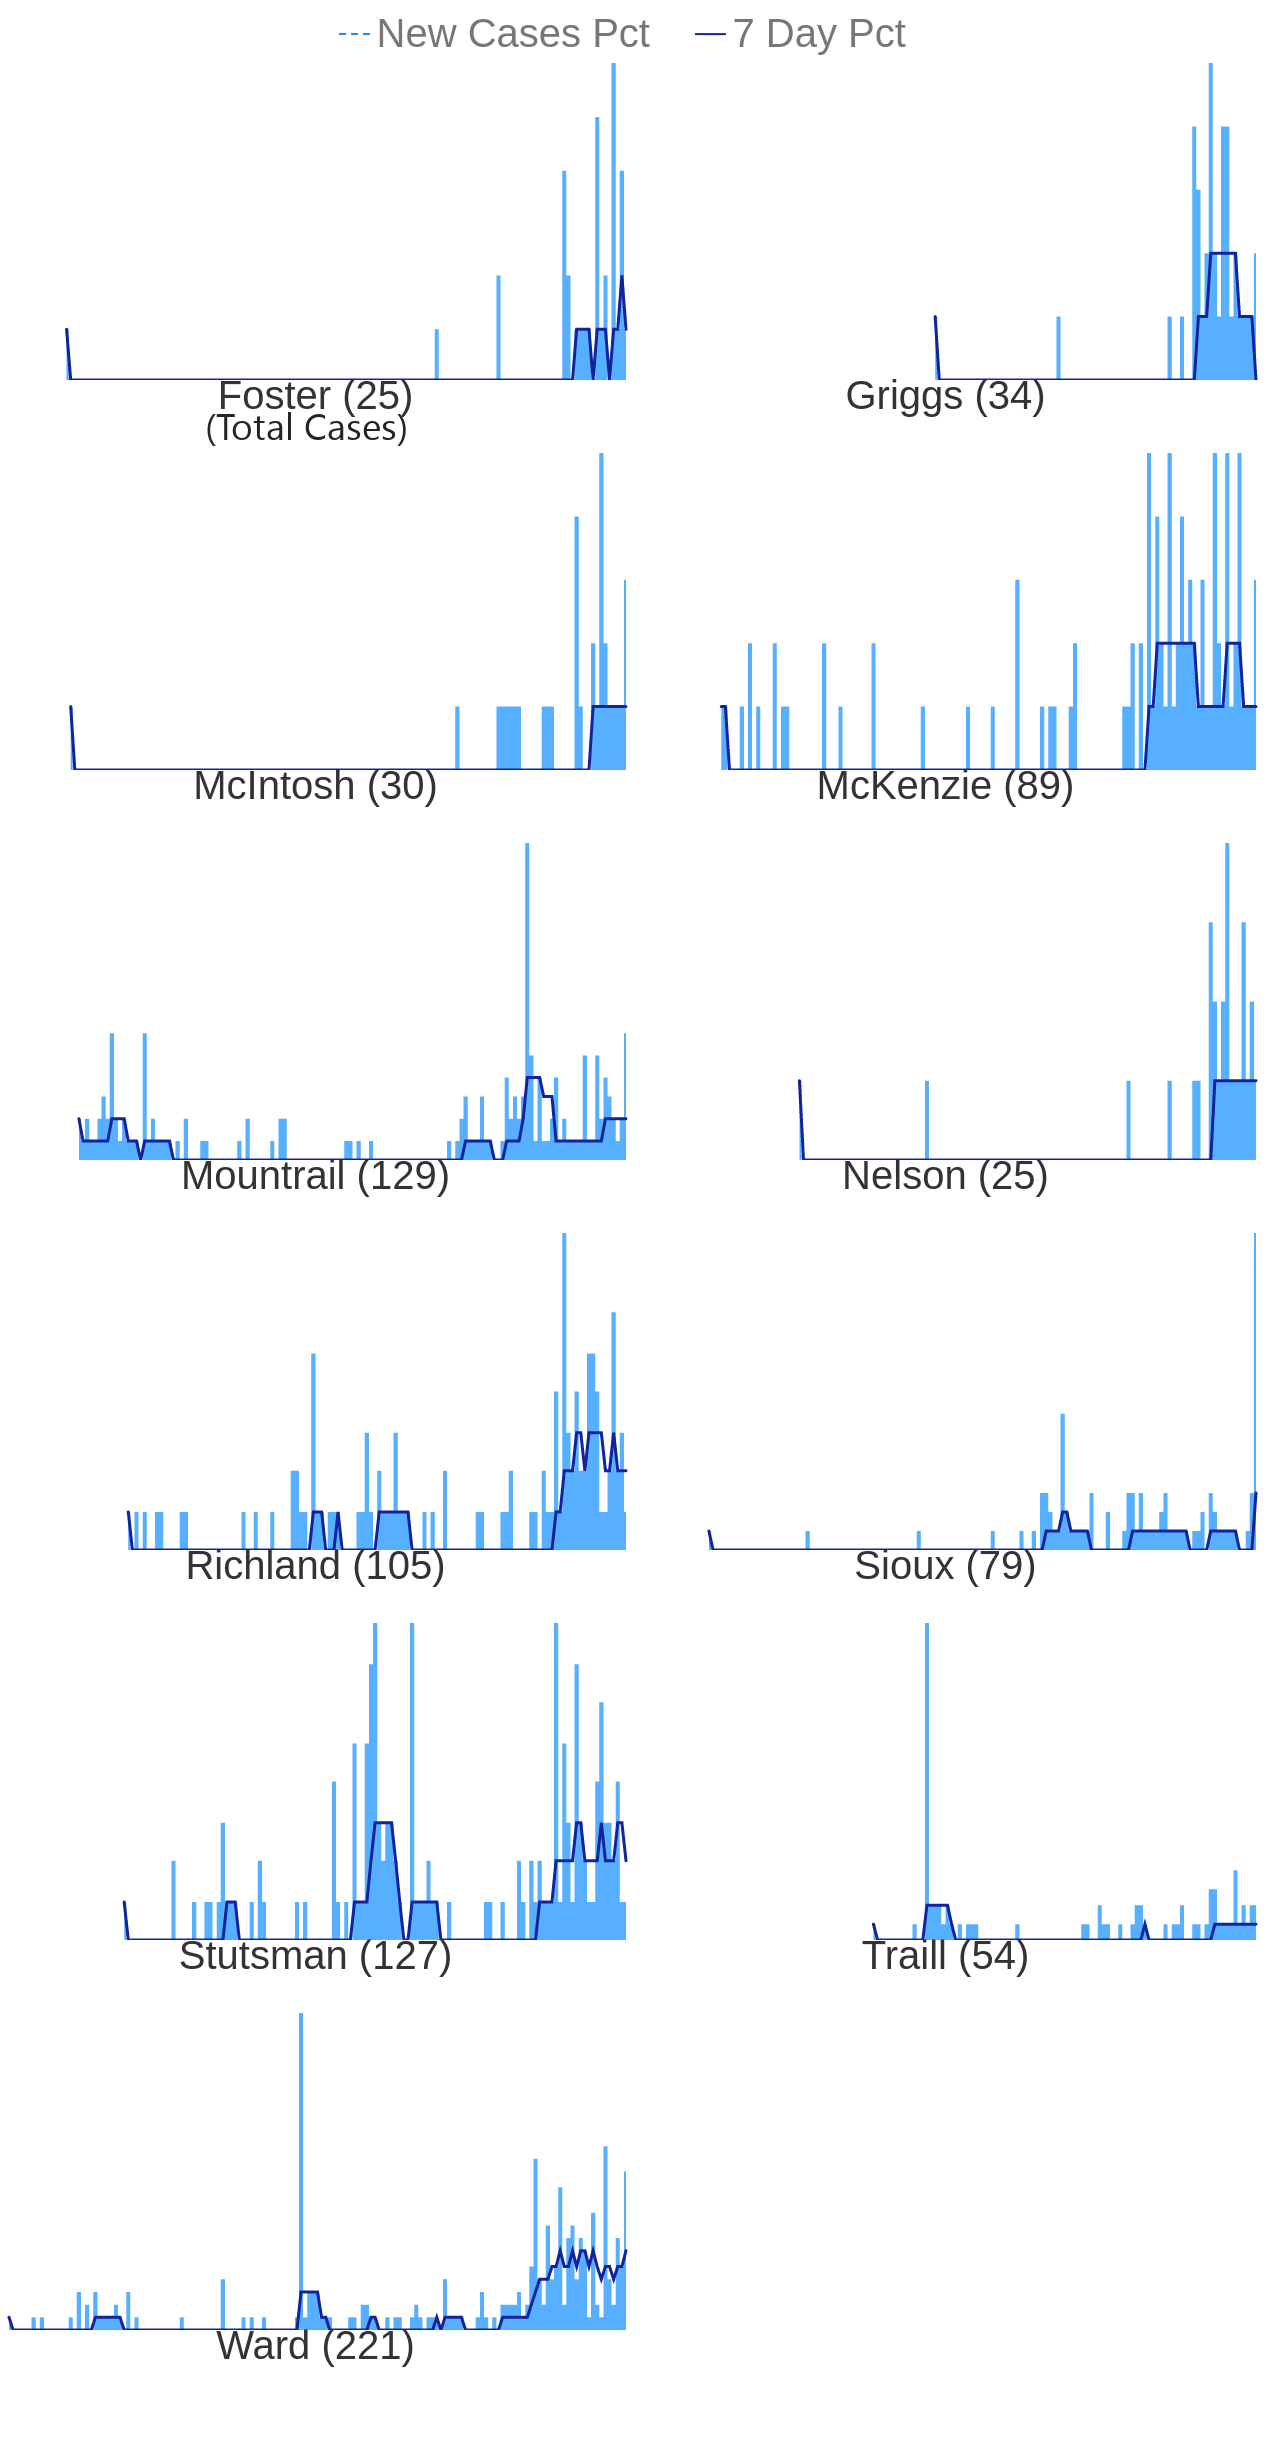 New Cases Pct 7 Day Pct
Foster (25)
(Total Cases)
Griggs (34)
McIntosh (30)
McKenzie (89)
Mountrail (129)
Nelson (25)
Richland (105)
Sioux (79)
Stutsman (127)
Traill (54)
Ward (221)